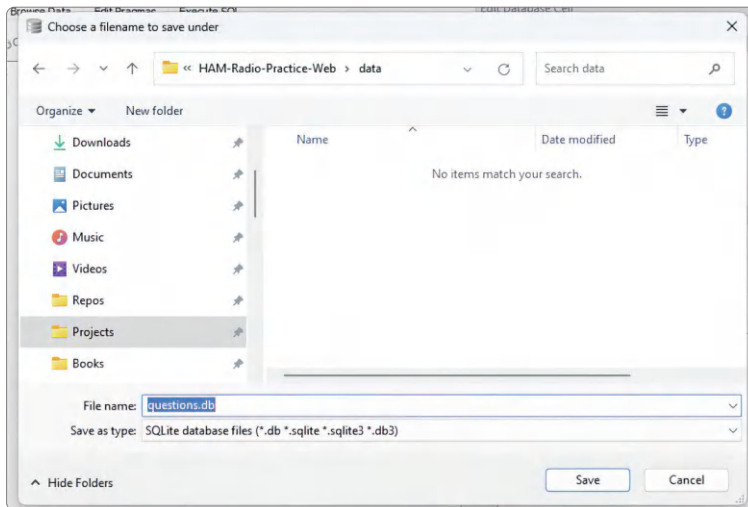 Browse Data Edit Pragmas Execute SQL Edit Database Cell
Choose a filename to save under
« HAM-Radio-Practice-Web > data
Search data
Organize
New folder
Name
Date modified
Type
No items match your search.
Downloads
Documents
Pictures
Music
Videos
Repos
Projects
Books
File name: questions.db
Save as type: SQLite database files (*.db *.sqlite *.sqlite3 *.db3)
Hide Folders
Save
Cancel